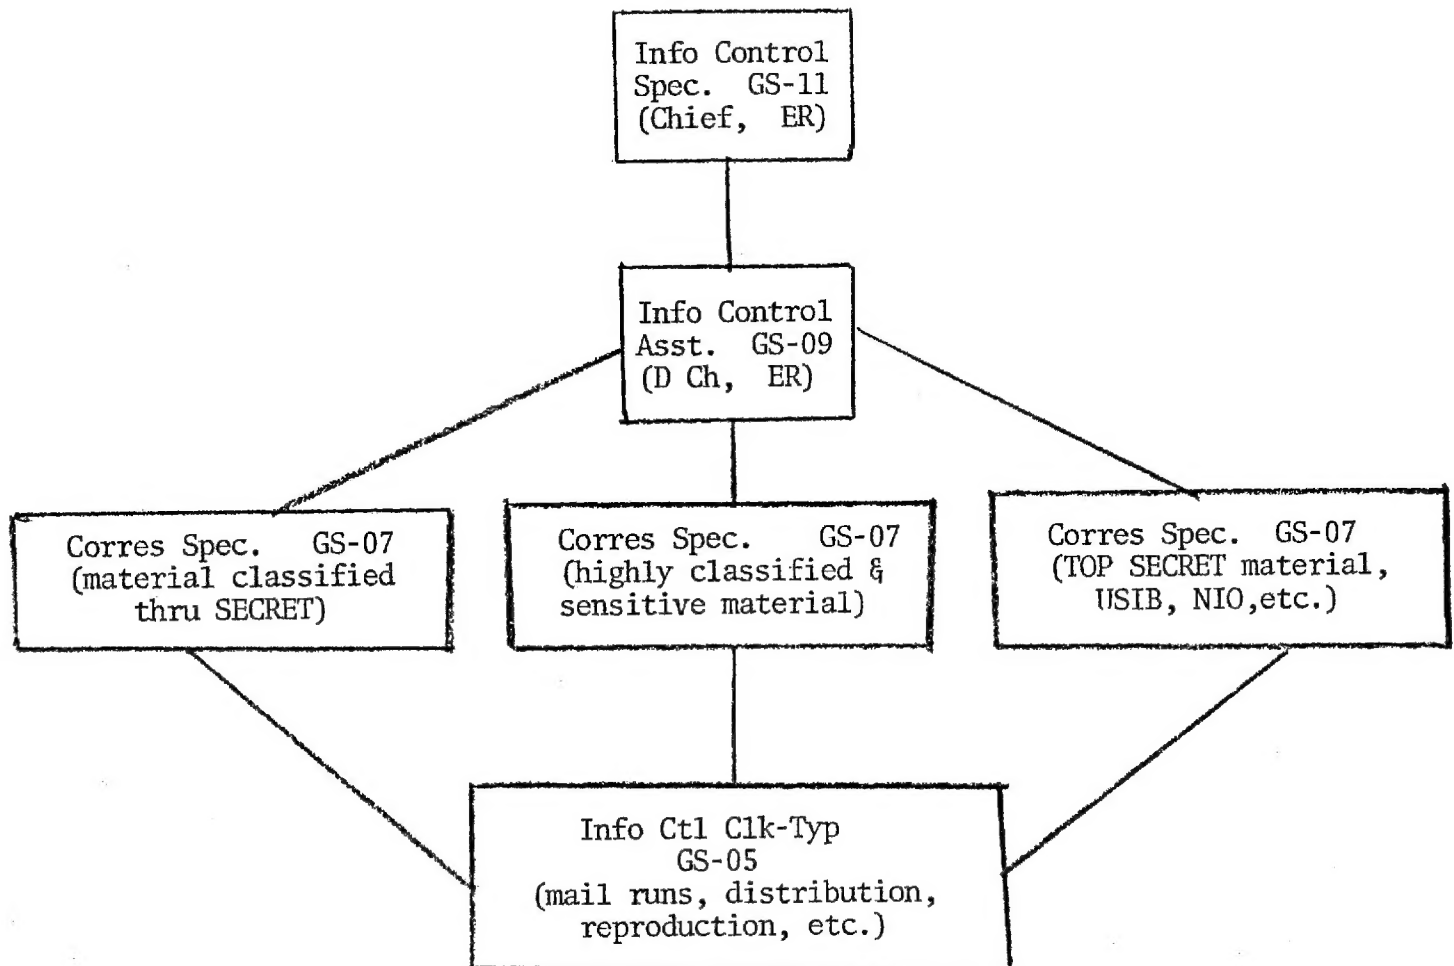 Info Control
Spec. GS-11
(Chief, ER)
Info Control
Asst. GS-09
(D Ch, ER)
Corres Spec. GS-07
(material classified
thru SECRET)
Corres Spec. GS-07
(highly classified &
sensitive material)
Corres Spec. GS-07
(TOP SECRET material,
USIB, NIO,etc.)
Info Ctl Clk-Typ
GS-05
(mail runs, distribution,
reproduction, etc.)